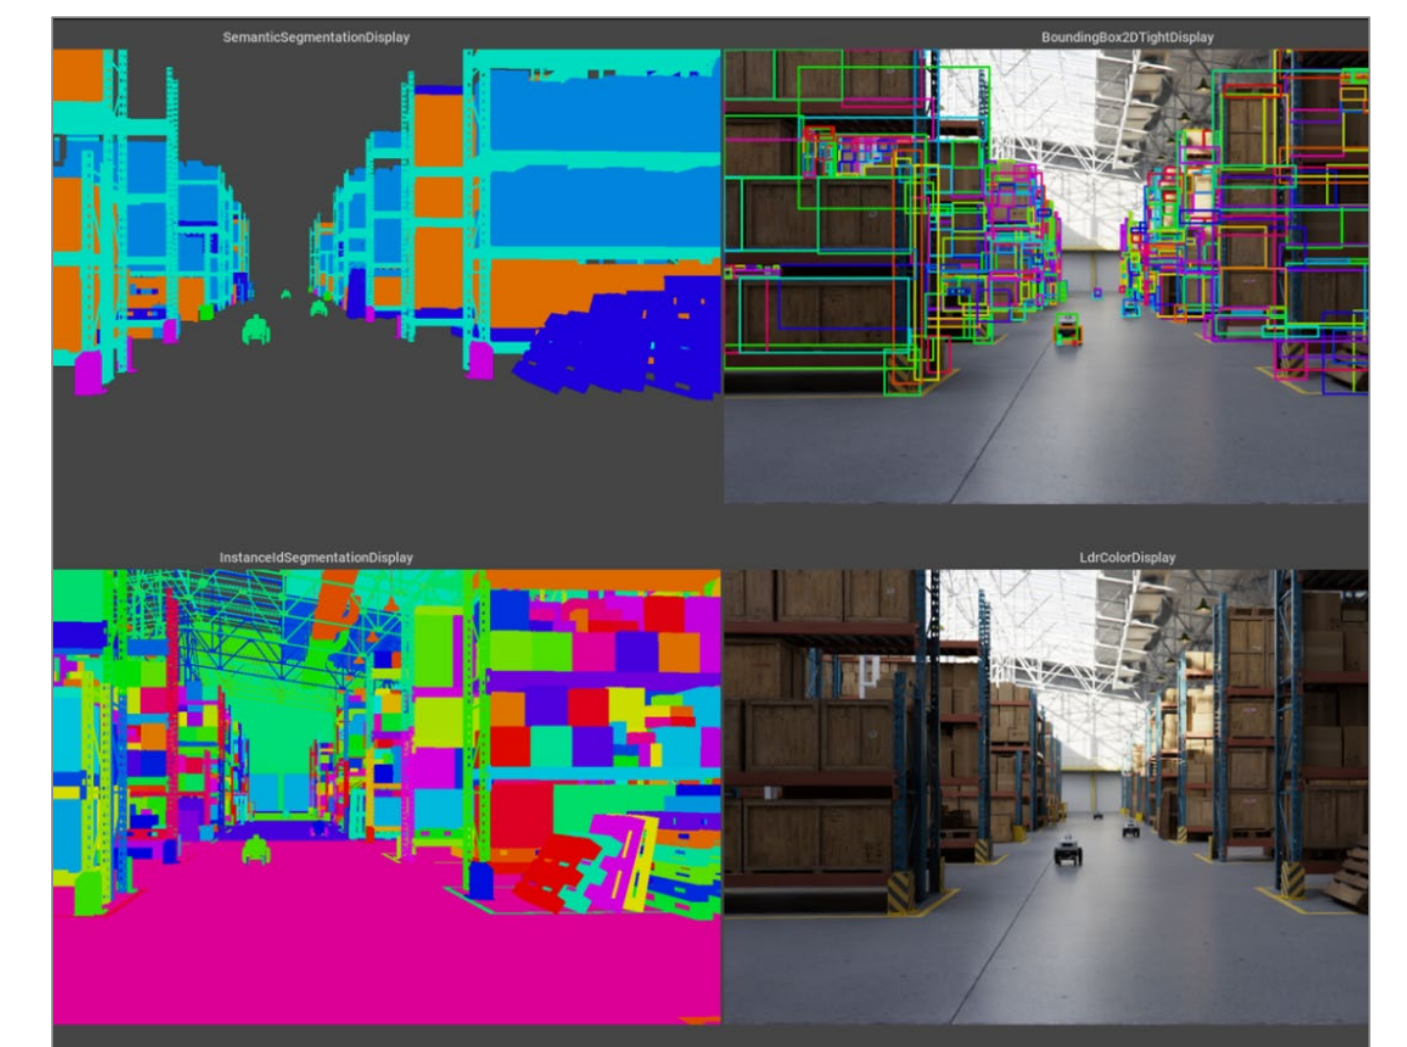 SemanticSegmentationDisplay
BoundingBox2DTightDisplay
InstanceIdSegmentationDisplay
LdrColorDisplay